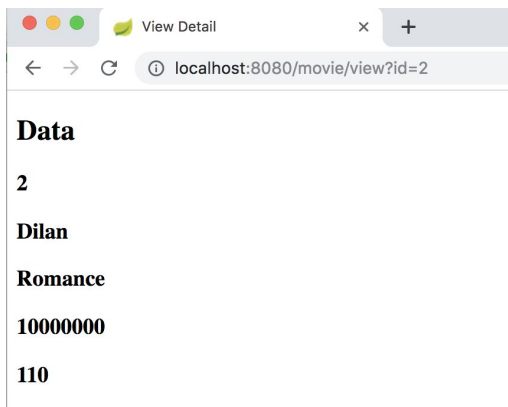 View Detail
localhost:8080/movie/view?id=2
Data
2
Dilan
Romance
10000000
110